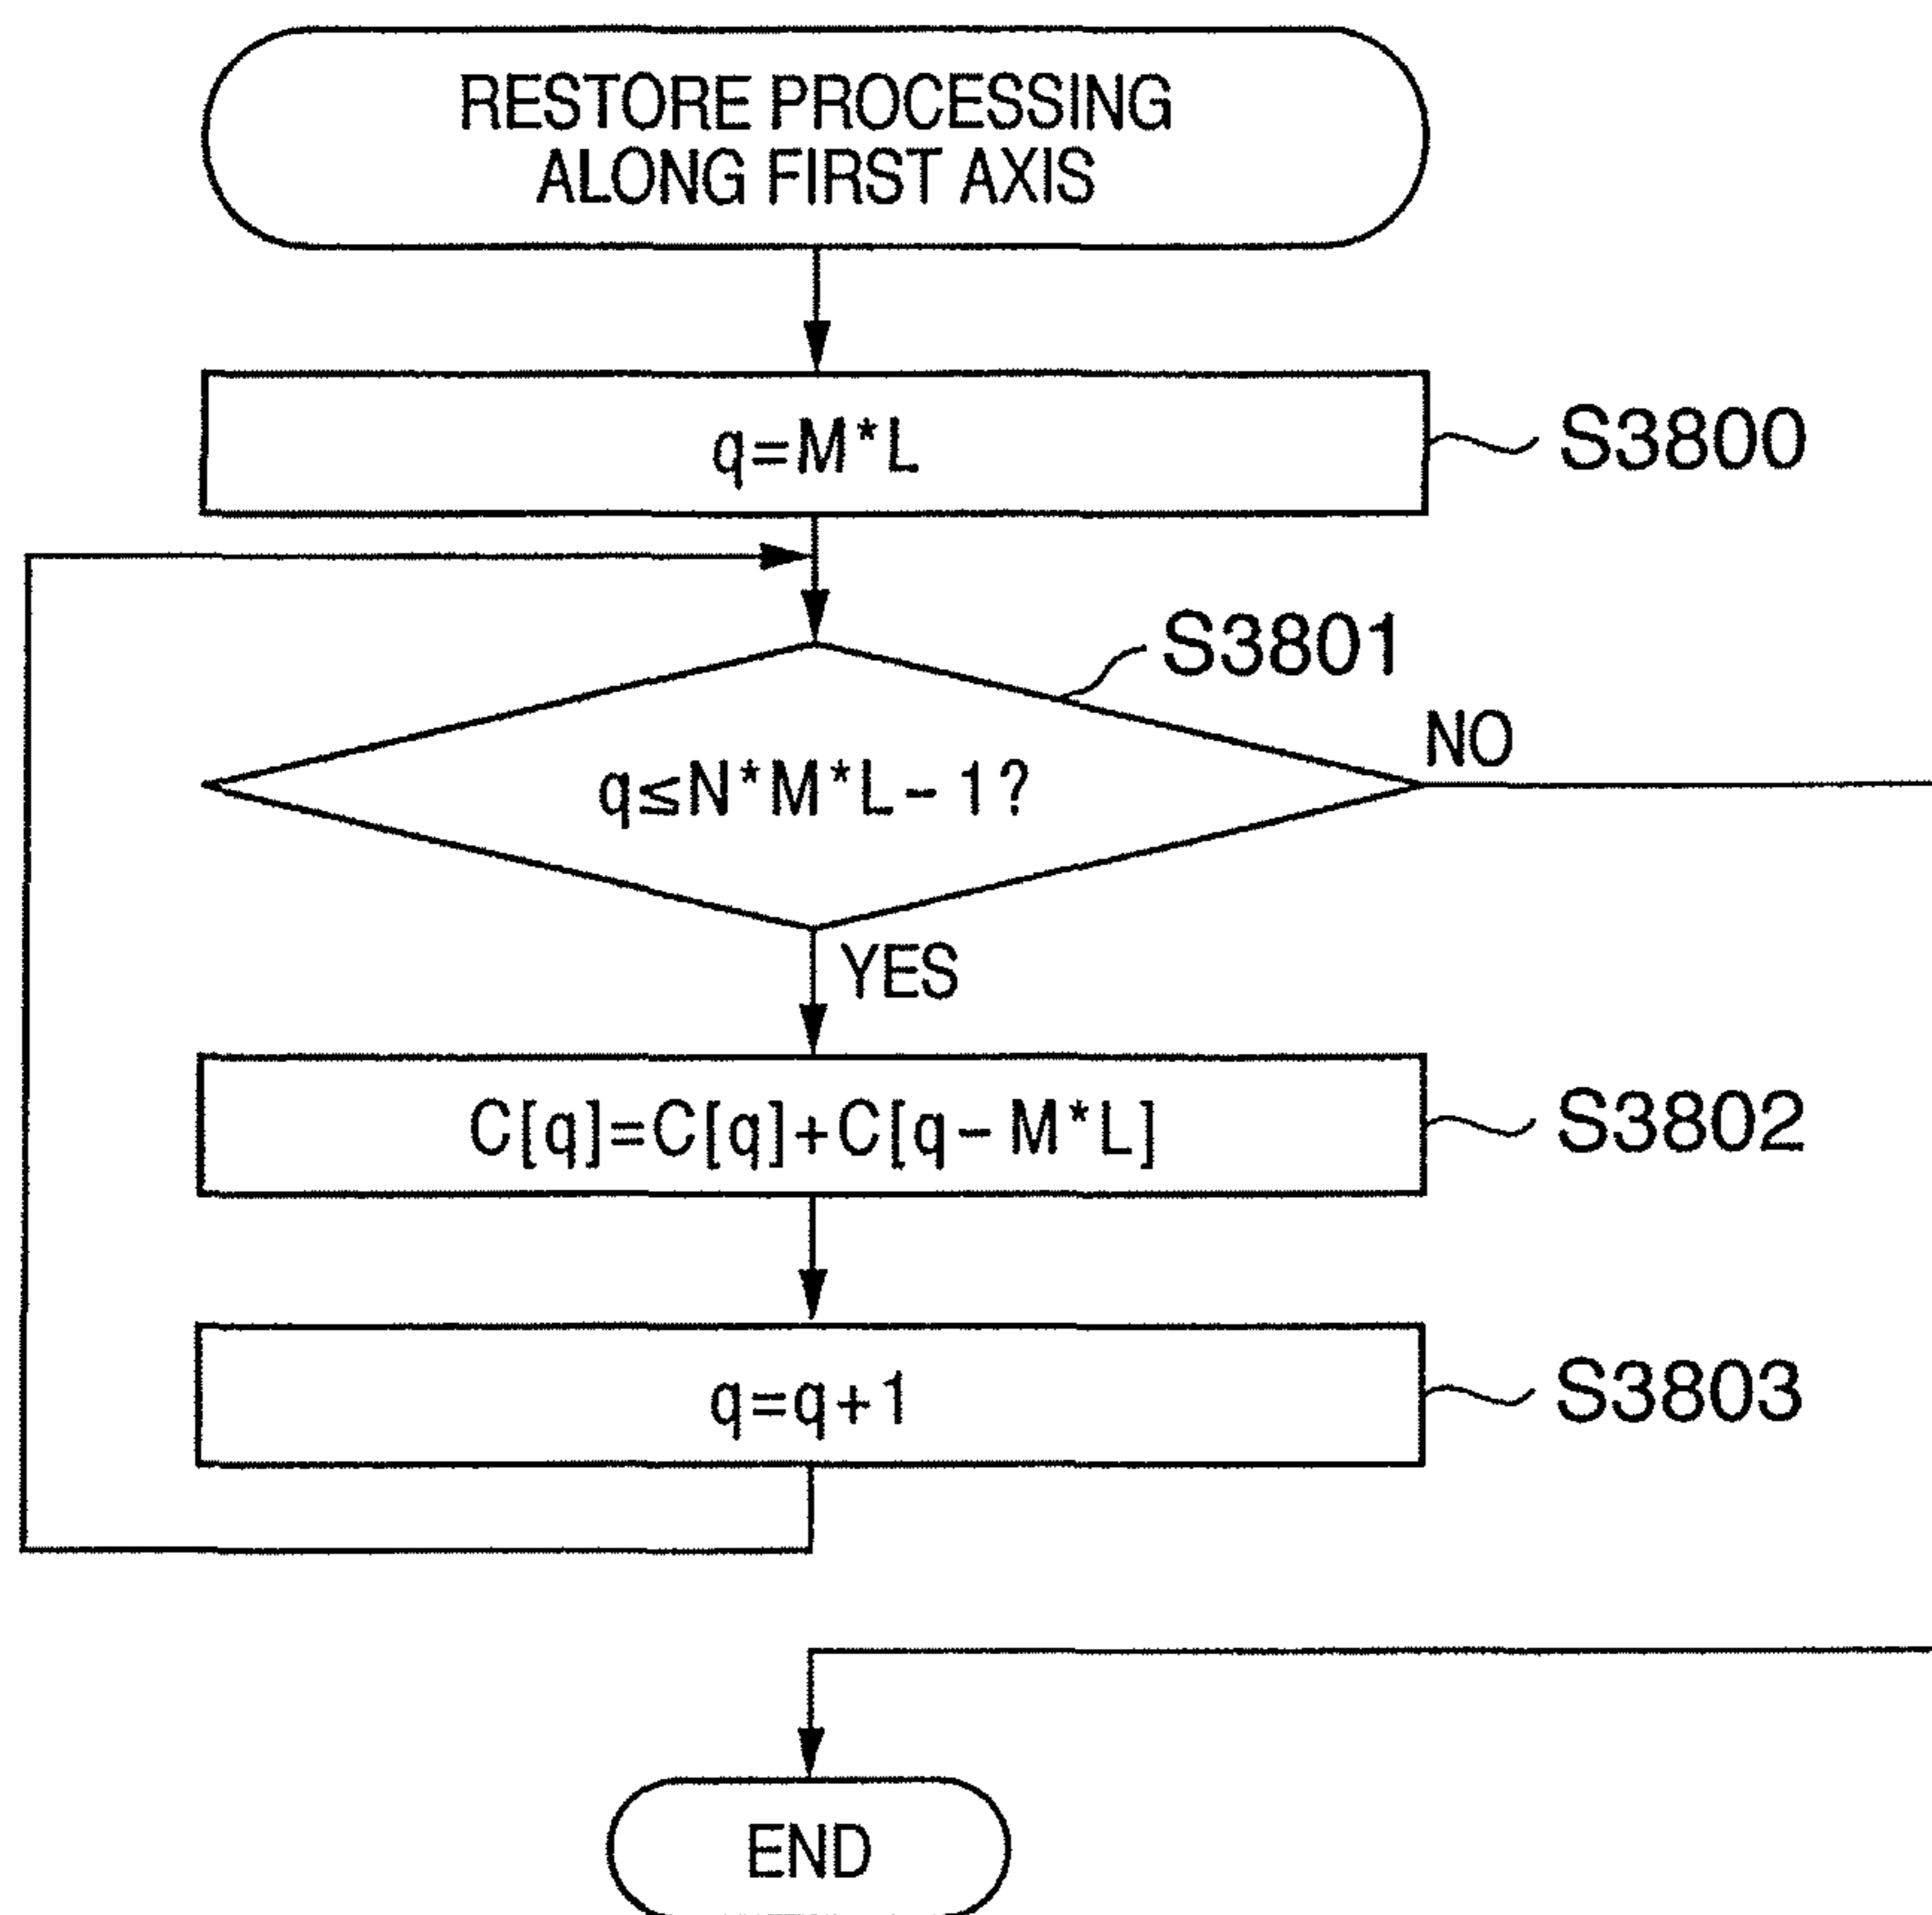 RESTORE PROCESSING
ALONG FIRST AXIS
q=M*L
S3800
S3801
q≤N*M*L-1?
NO
YES
C[q]=C[q]+C[q-M*L]
S3802
q=q+1
S3803
END